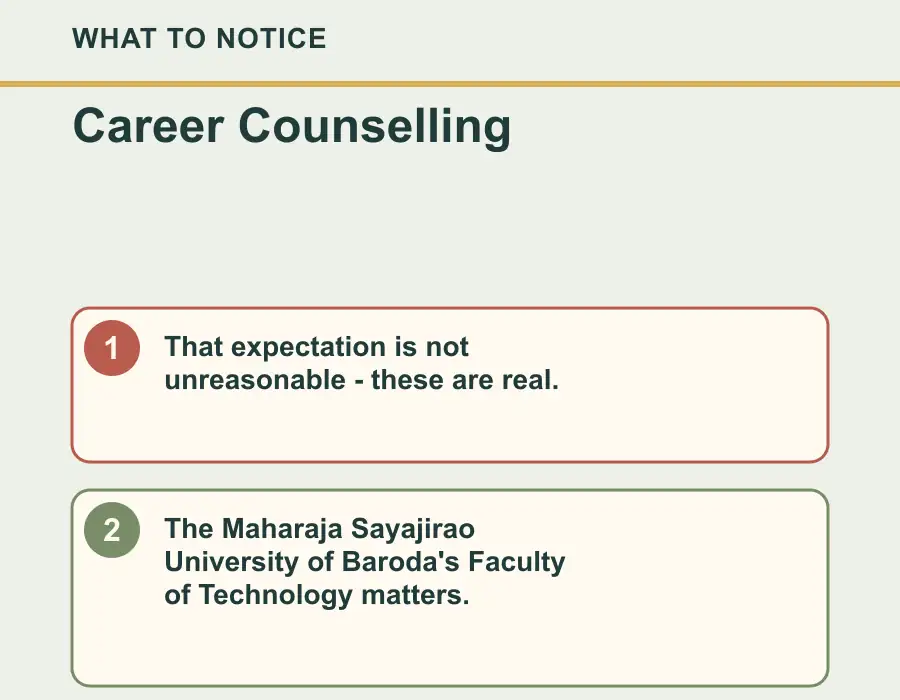 WHAT TO NOTICE
Career Counselling
1
That expectation is not
unreasonable - these are real.
2
The Maharaja Sayajirao
University of Baroda's Faculty
of Technology matters.